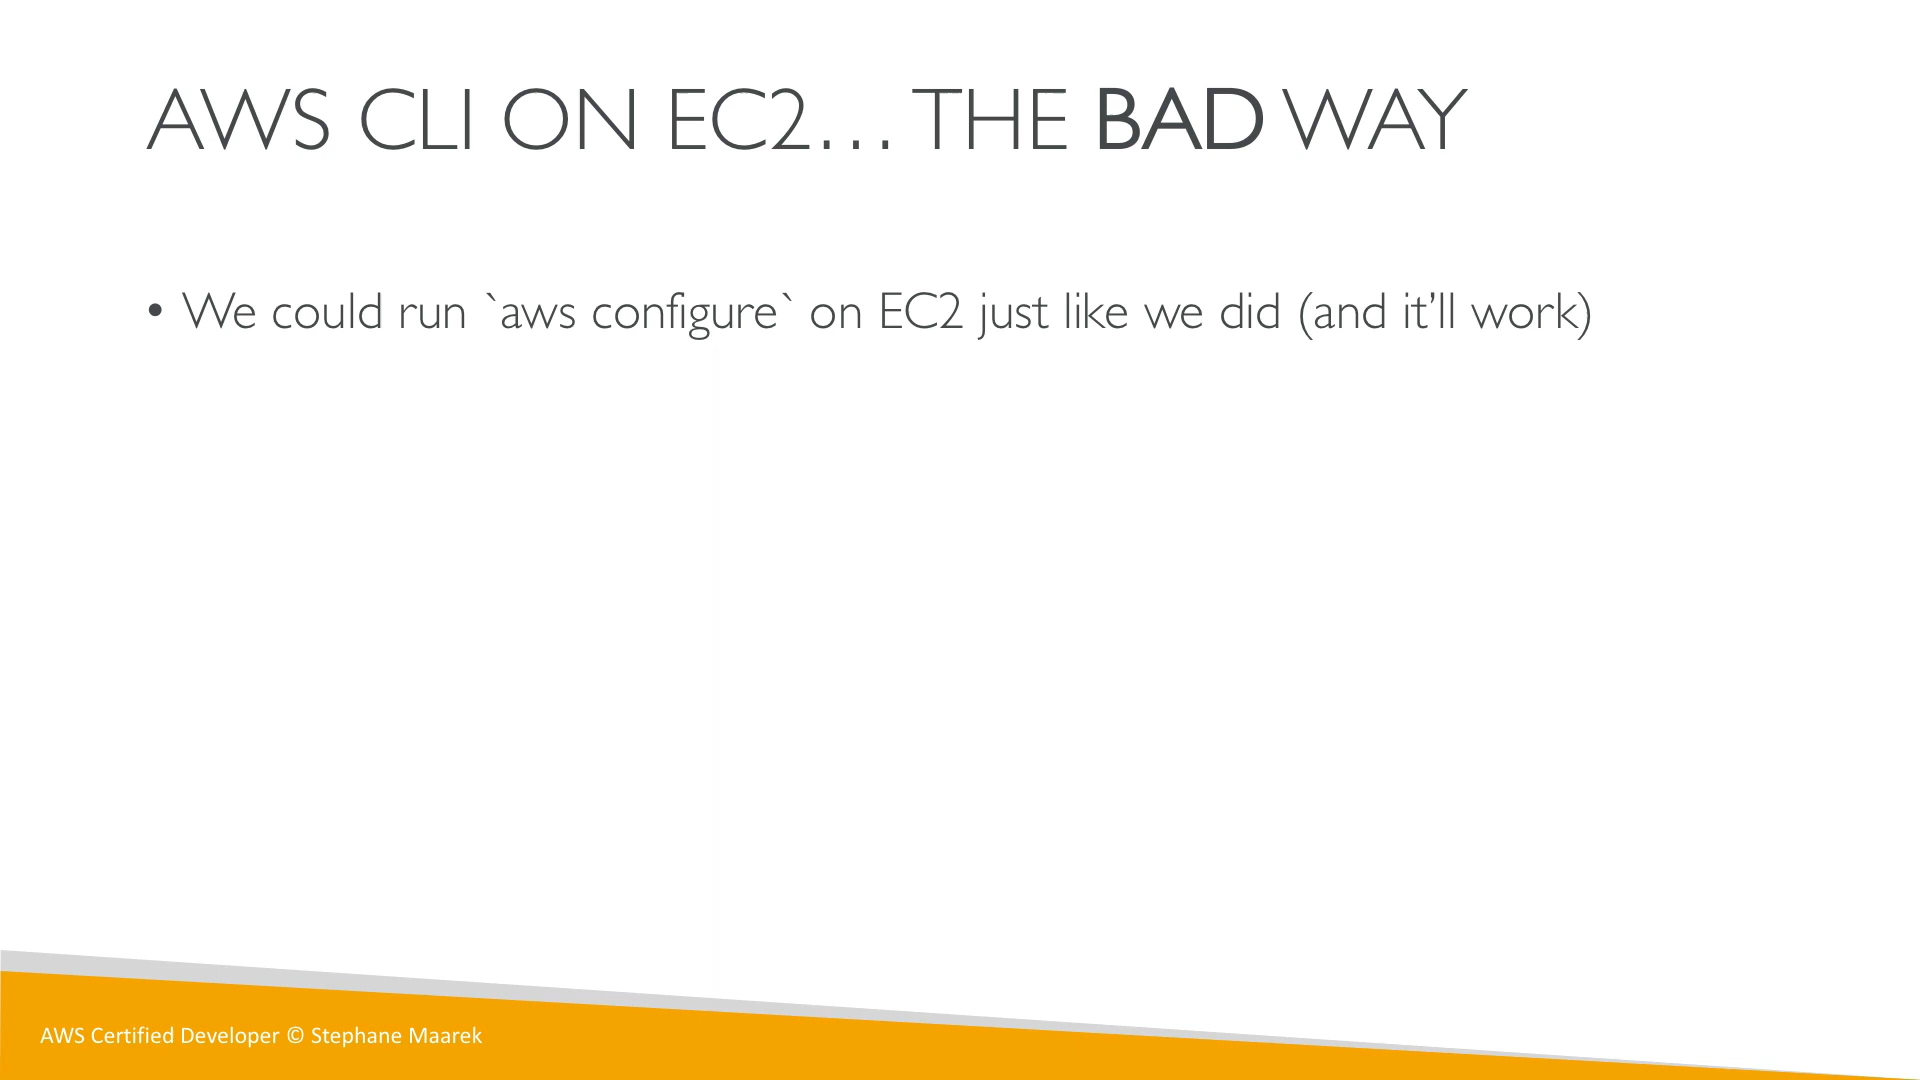 AWS CLI ON EC2… THE BAD WAY
• We could run `aws configure` on EC2 just like we did (and it’ll work)
AWS Certified Developer © Stephane Maarek